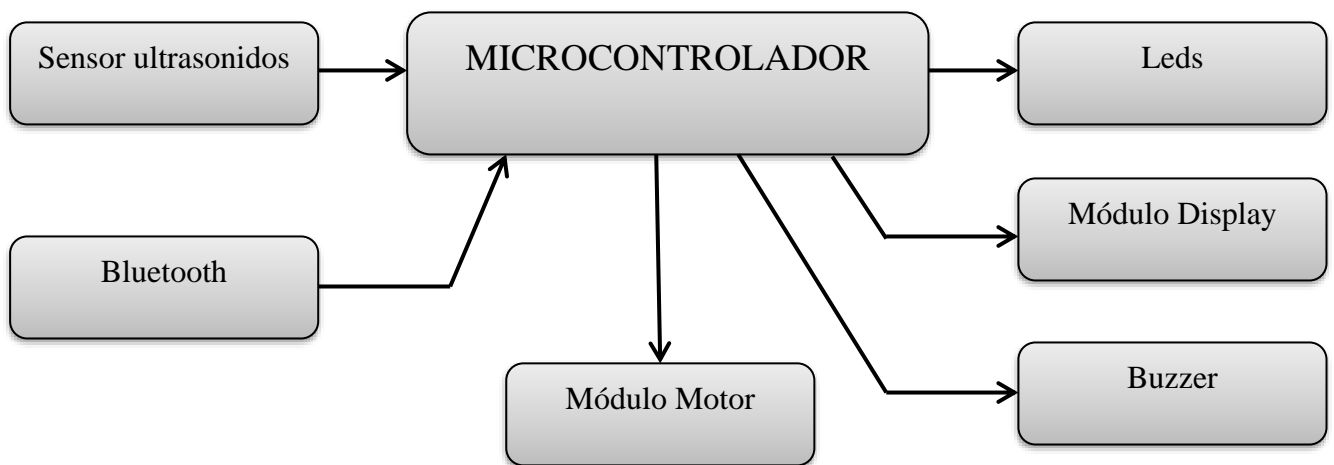 Sensor ultrasonidos
MICROCONTROLADOR
Leds
Módulo Display
Bluetooth
Buzzer
Módulo Motor